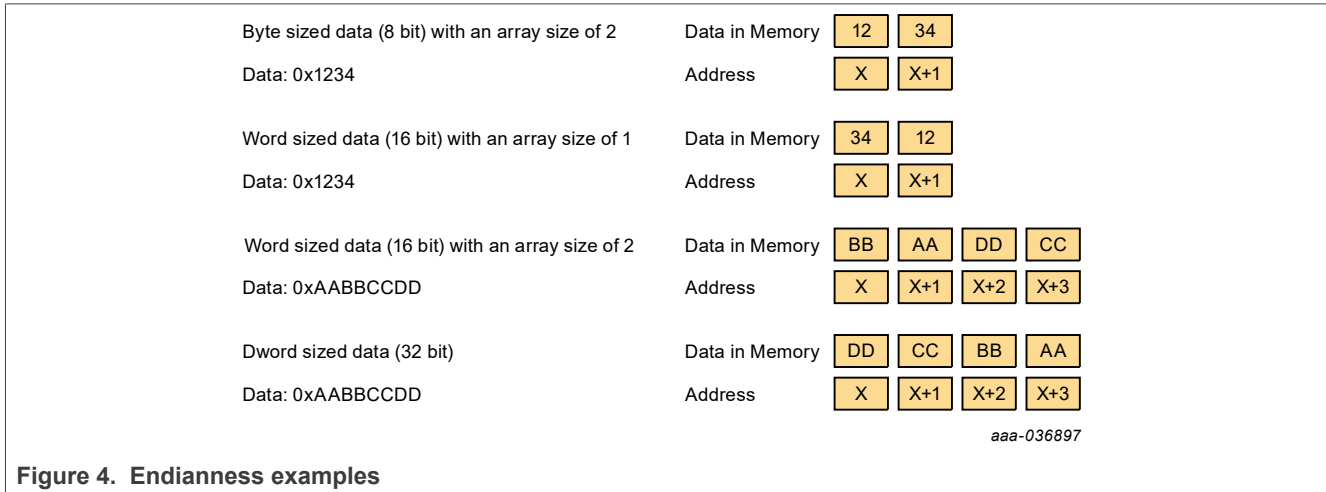 Byte sized data (8 bit) with an array size of 2 Data in Memory 12 34
Data: 0x1234 Address X X+1
Word sized data (16 bit) with an array size of 1 Data in Memory 34 12
Data: 0x1234 Address X X+1
Word sized data (16 bit) with an array size of 2 Data in Memory BB AA DD CC
Data: 0xAABBCCDD Address X X+1 X+2 X+3
Dword sized data (32 bit) Data in Memory DD CC BB AA
Data: 0xAABBCCDD Address X X+1 X+2 X+3
aaa-036897
Figure 4. Endianness examples